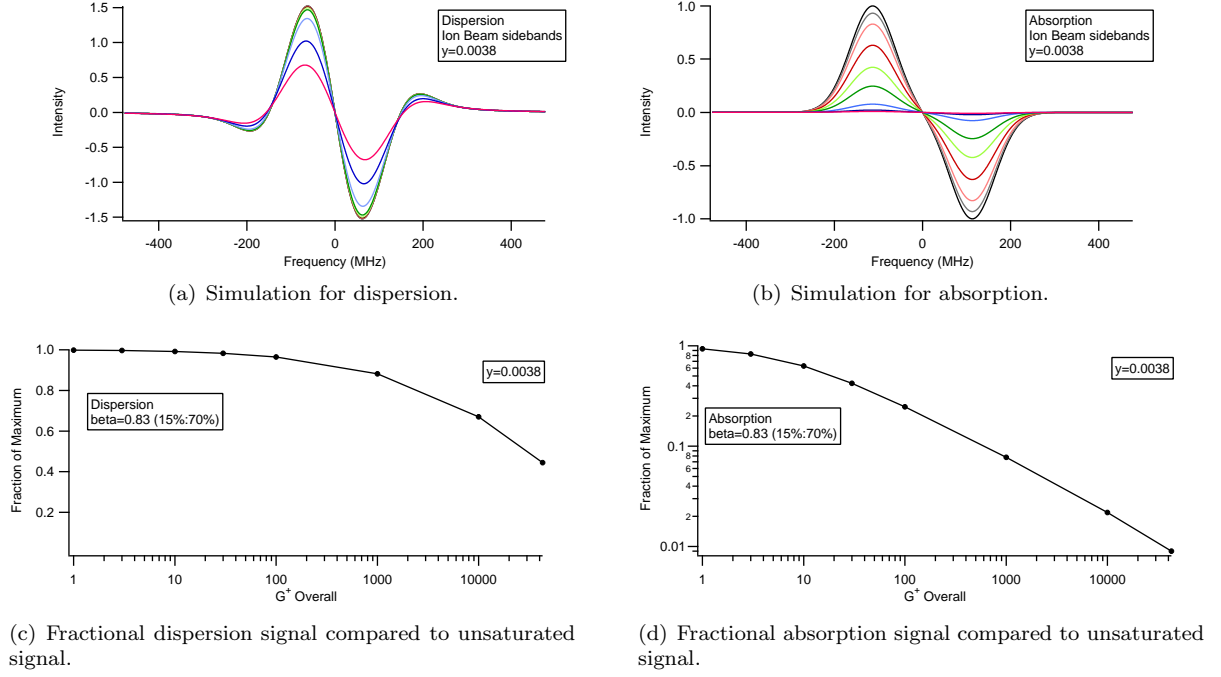 1.5
1.0
0.5
0.0
-0.5
-1.0
-1.5
Intensity
-400
-200
0
200
400
Frequency (MHz)
Dispersion
Ion Beam sidebands
y=0.0038
(a) Simulation for dispersion.
1.0
0.5
0.0
-0.5
-1.0
Intensity
-400
-200
0
200
400
Frequency (MHz)
Absorption
Ion Beam sidebands
y=0.0038
(b) Simulation for absorption.
1.0
0.8
0.6
0.4
0.2
Fraction of Maximum
1
10
100
1000
10000
G+ Overall
y=0.0038
Dispersion
beta=0.83 (15%:70%)
(c) Fractional dispersion signal compared to unsaturated
signal.
1
8
6
4
2
0.1
8
6
4
2
0.01
Fraction of Maximum
1
10
100
1000
10000
G+ Overall
y=0.0038
Absorption
beta=0.83 (15%:70%)
(d) Fractional absorption signal compared to unsaturated
signal.